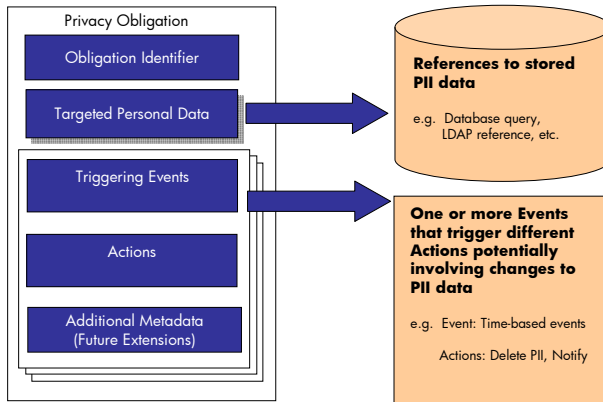 Privacy Obligation
Obligation Identifier
Targeted Personal Data
Triggering Events
Actions
Additional Metadata
(Future Extensions)
References to stored
PII data
e.g. Database query,
LDAP reference, etc.
One or more Events
that trigger different
Actions potentially
involving changes to
PII data
e.g. Event: Time-based events
Actions: Delete PII, Notify